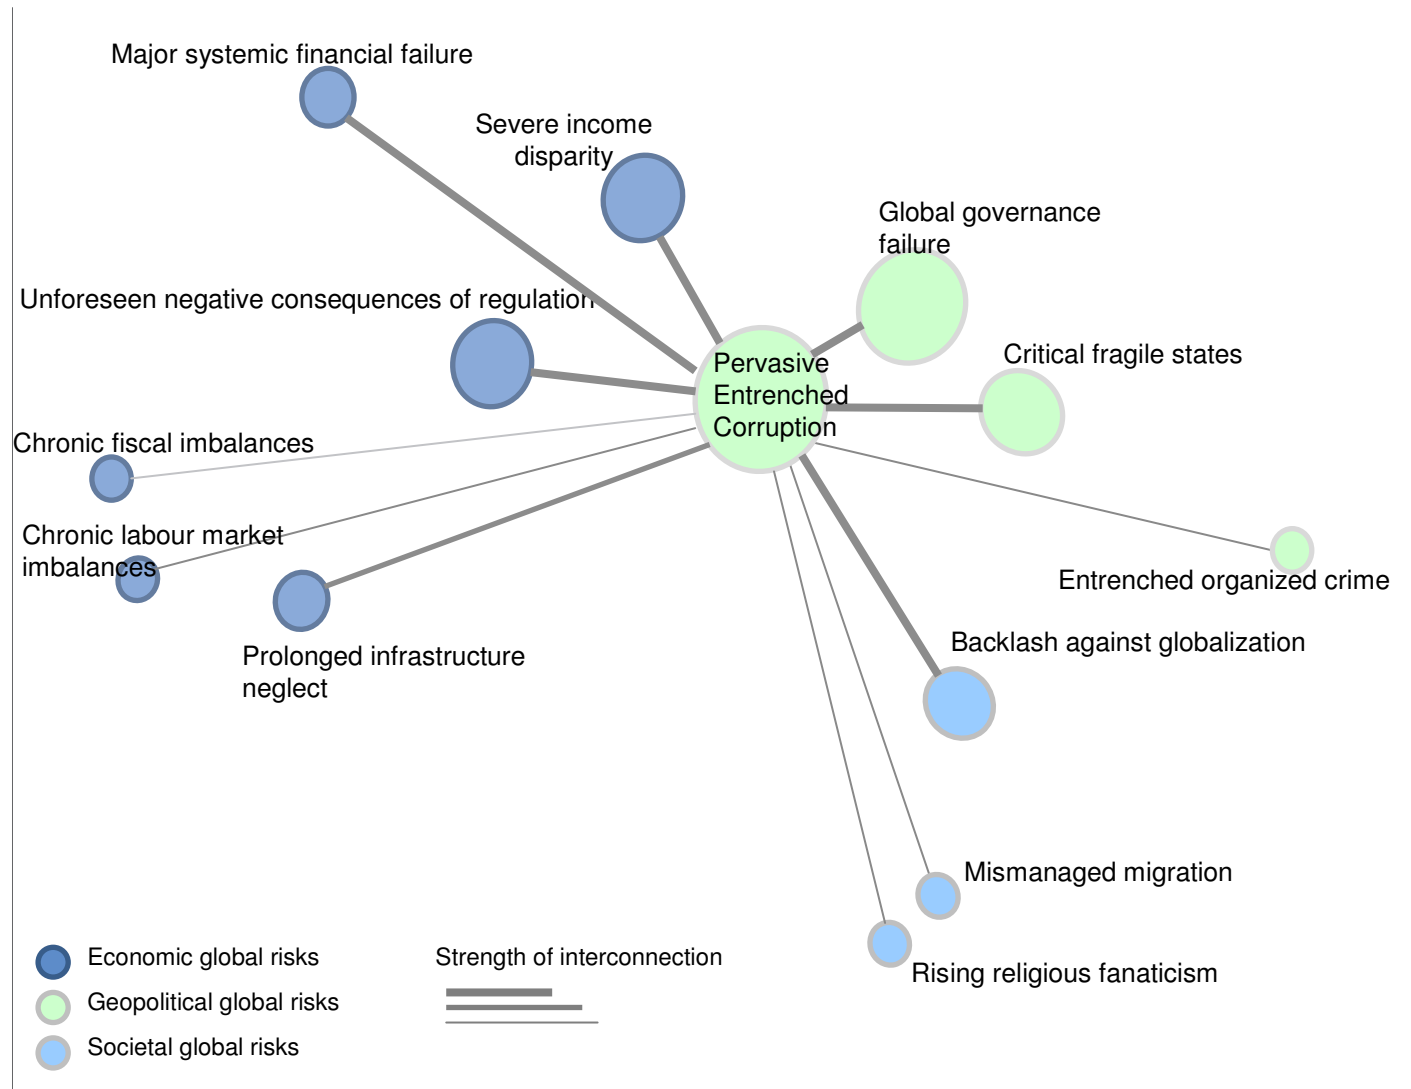 Major systemic financial failure
Severe income
disparity
Global governance
failure
Unforeseen negative consequences of regulation
Critical fragile states
Pervasive
Entrenched
Corruption
Chronic fiscal imbalances
Chronic labour market
imbalances
Entrenched organized crime
Backlash against globalization
Prolonged infrastructure
neglect
Mismanaged migration
Rising religious fanaticism
Economic global risks
Geopolitical global risks
Societal global risks
Strength of interconnection